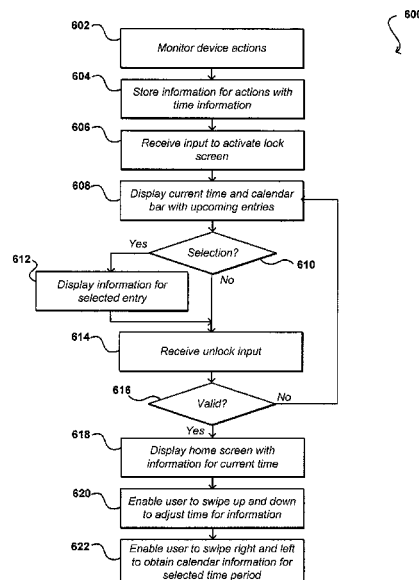 600
602
Monitor device actions
604
Store information for actions with
time information
606
Receive input to activate lock
screen
608
Display current time and calendar
bar with upcoming entries
Yes
Selection?
610
612
Display information for
selected entry
No
614
Receive unlock input
616
Valid?
No
Yes
618
Display home screen with
information for current time
620
Enable user to swipe up and down
to adjust time for information
622
Enable user to swipe right and left
to obtain calendar information for
selected time period